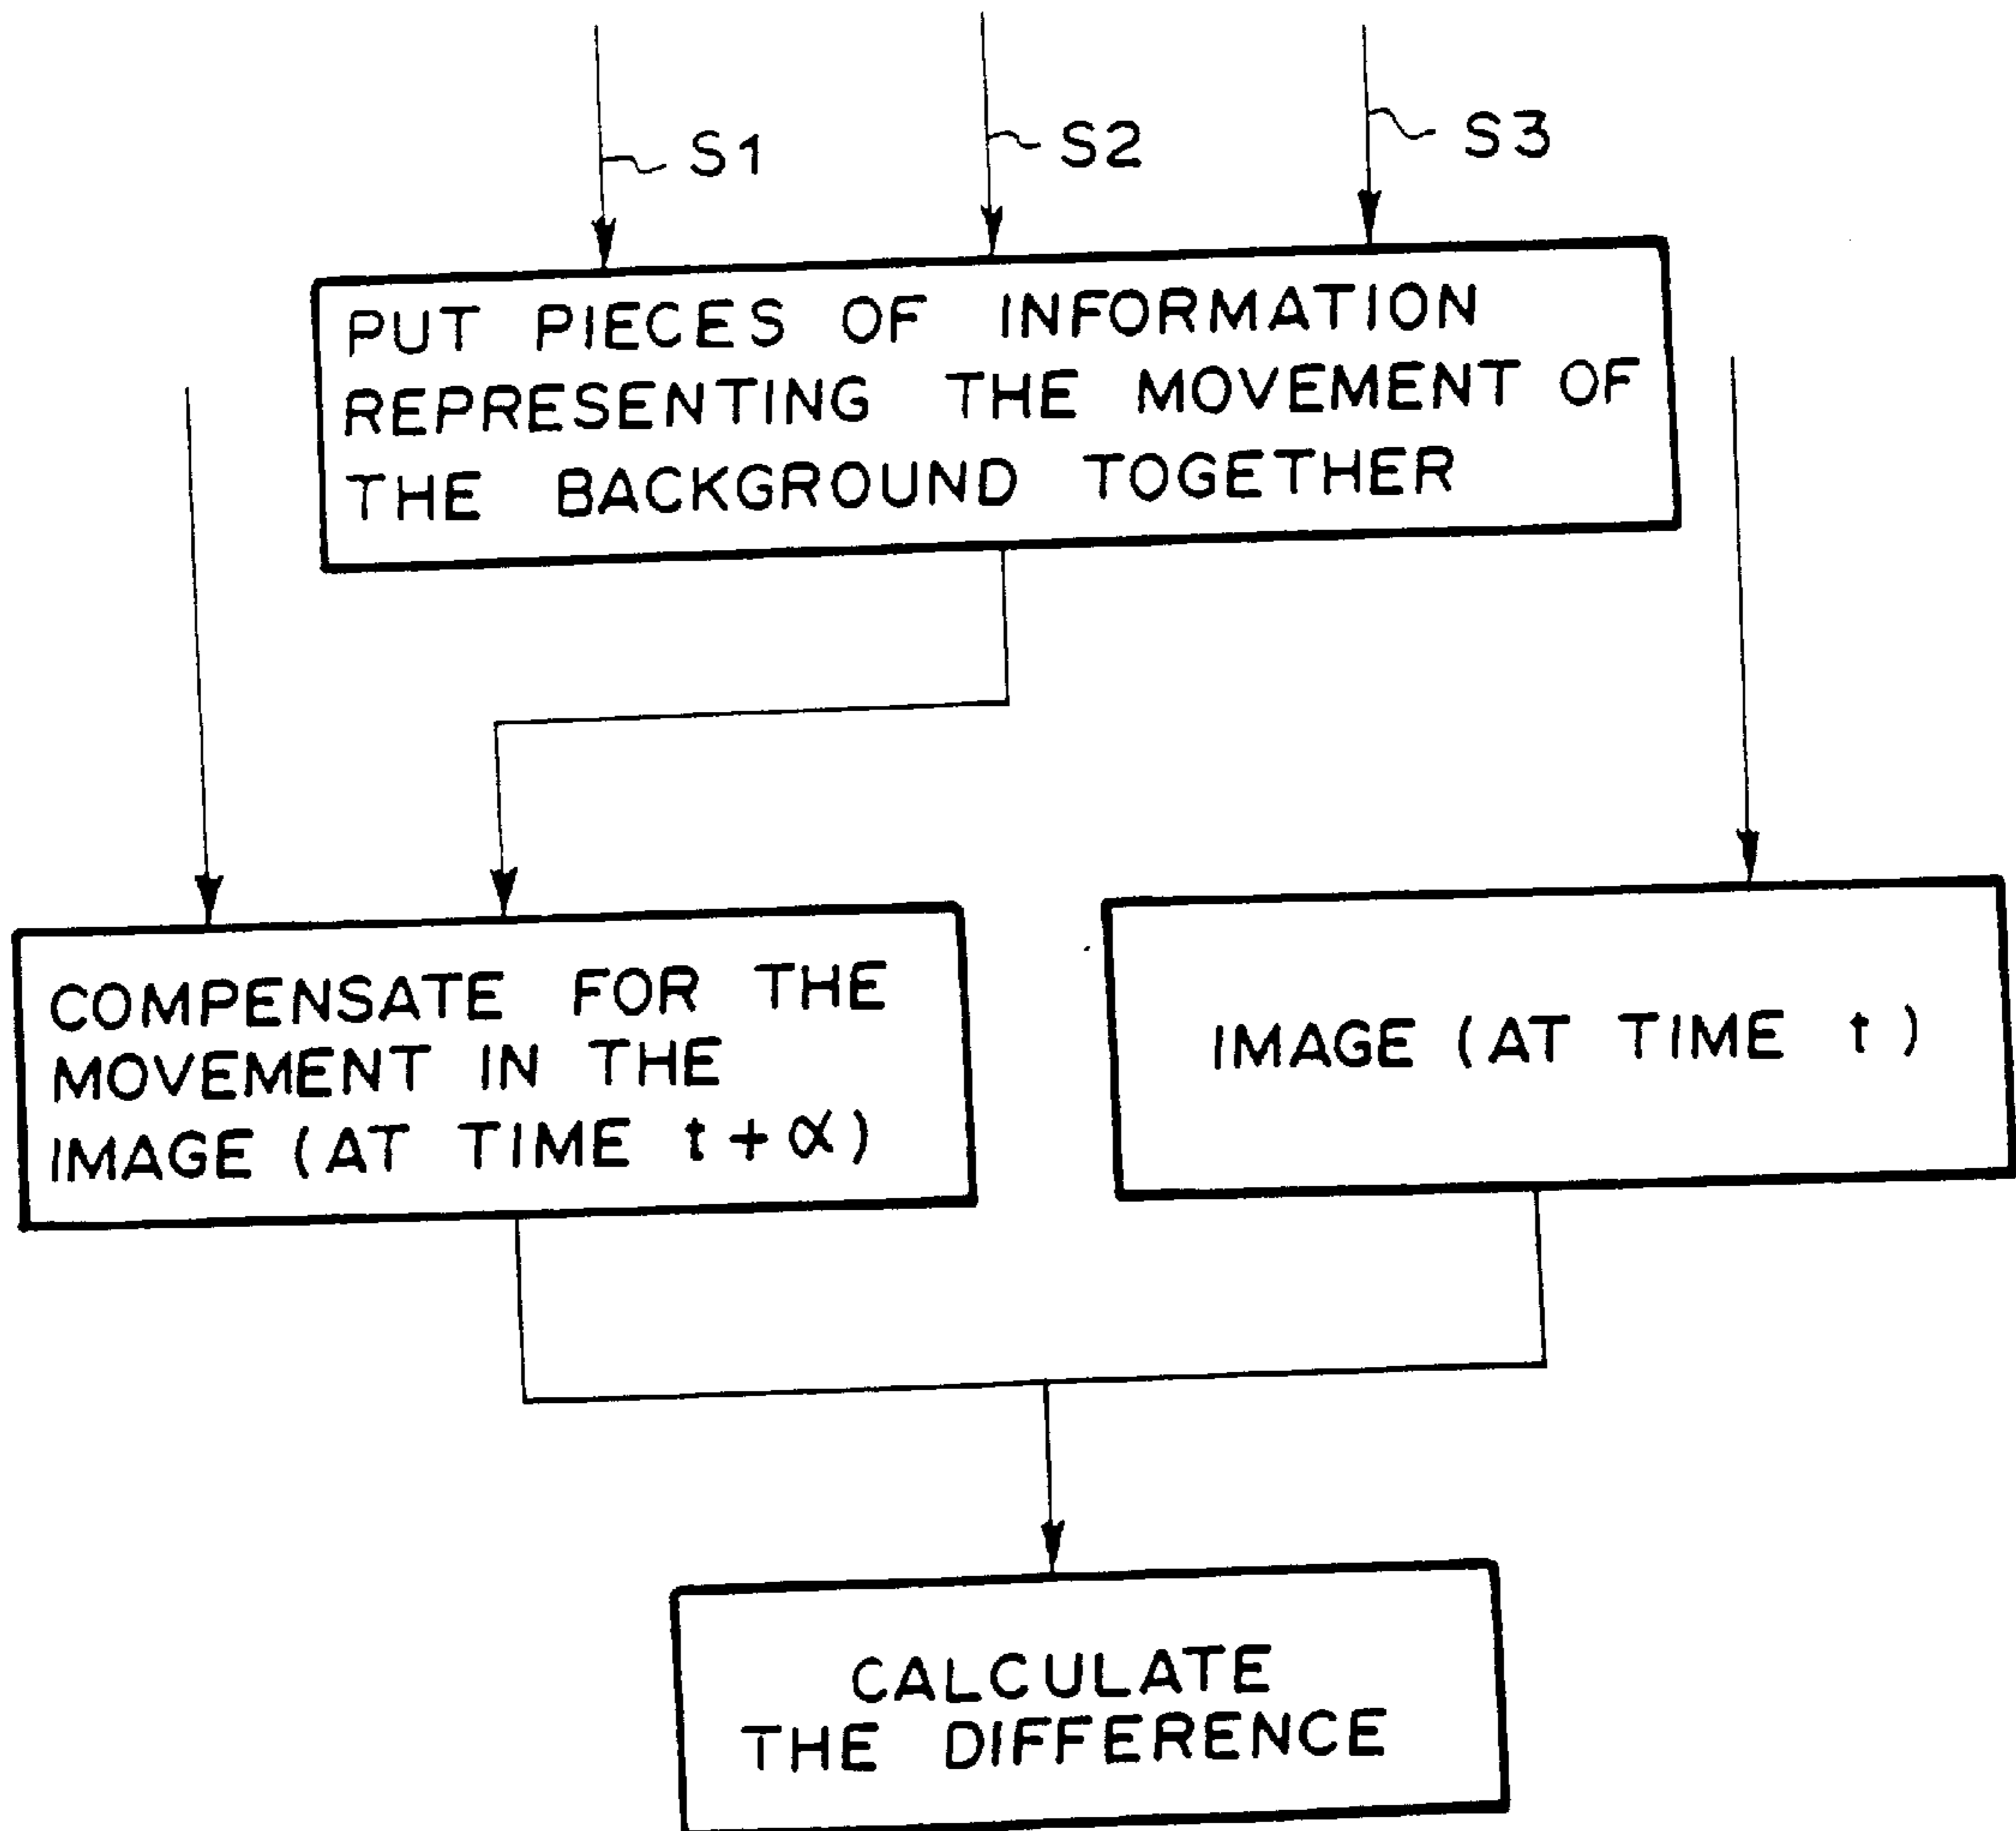 S1
S2
S3
PUT PIECES OF INFORMATION
REPRESENTING THE MOVEMENT OF
THE BACKGROUND TOGETHER
COMPENSATE FOR THE
MOVEMENT IN THE
IMAGE (AT TIME t+α)
IMAGE (AT TIME t)
CALCULATE
THE DIFFERENCE